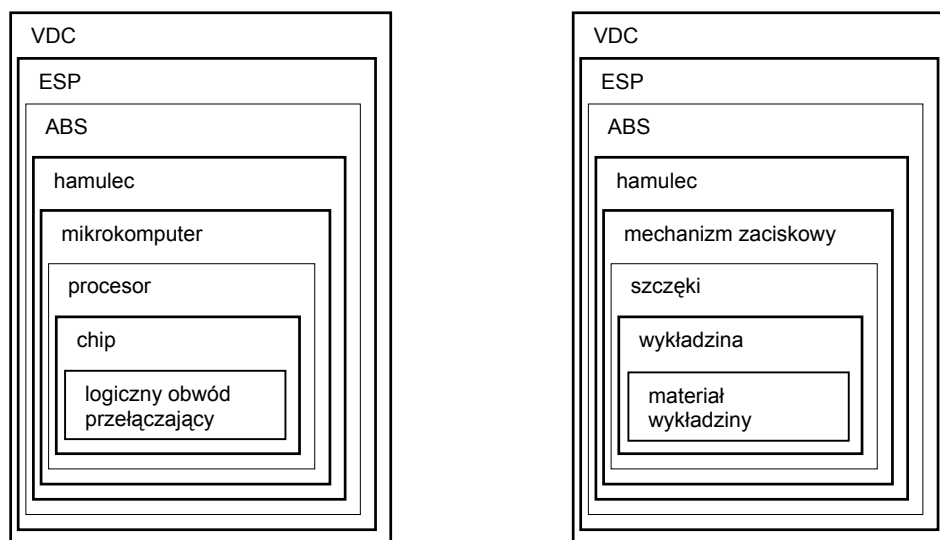 VDC
ESP
ABS
hamulec
mikrokomputer
procesor
chip
logiczny obwód
przełączający
VDC
ESP
ABS
hamulec
mechanizm zaciskowy
szczęki
wykładzina
materiał
wykładziny